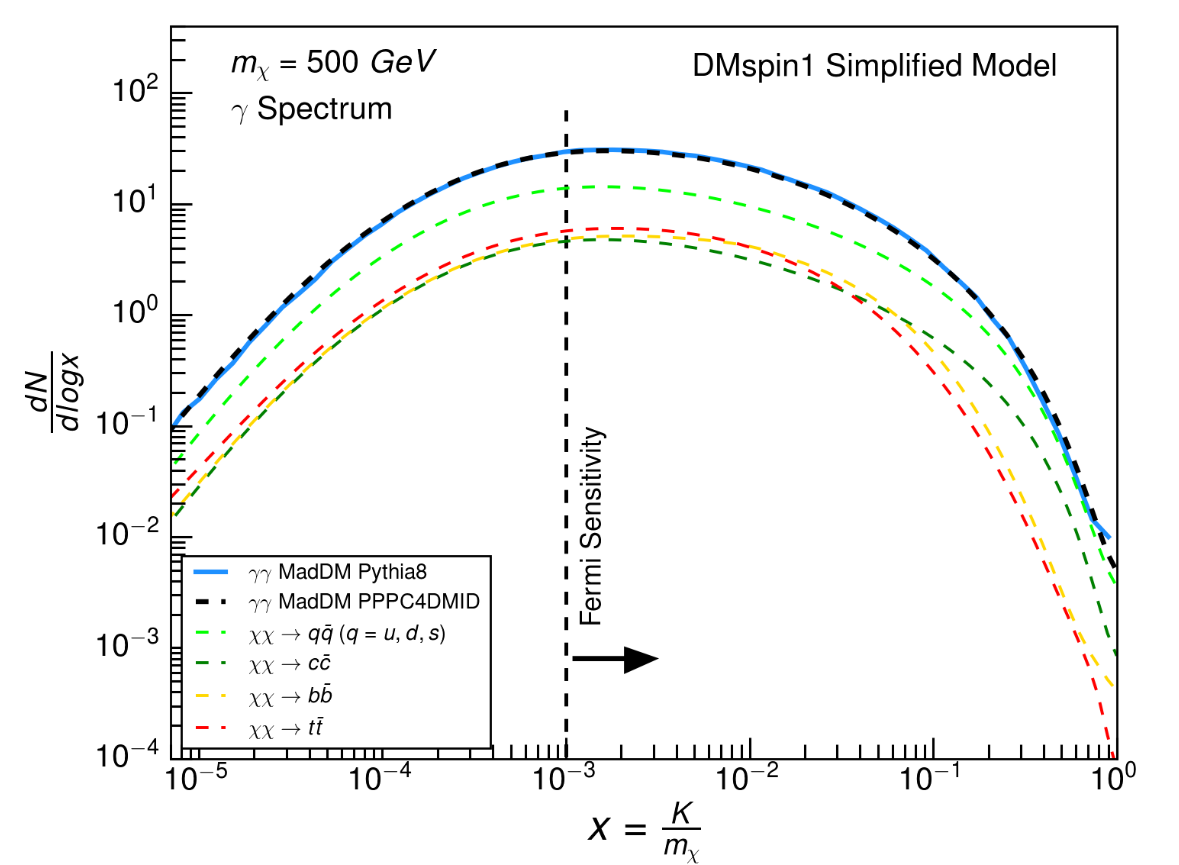 mχ = 500 GeV
γ Spectrum
DMspin1 Simplified Model
10²
10¹
10⁰
10⁻¹
10⁻²
10⁻³
10⁻⁴
dN
dlogx
Fermi Sensitivity
γγ MadDM Pythia8
γγ MadDM PPPC4DMID
χχ → qq̄ (q = u, d, s)
χχ → cc̄
χχ → bb̄
χχ → tt̄
10⁻⁵ 10⁻⁴ 10⁻³ 10⁻² 10⁻¹ 10⁰
x = K
mχ